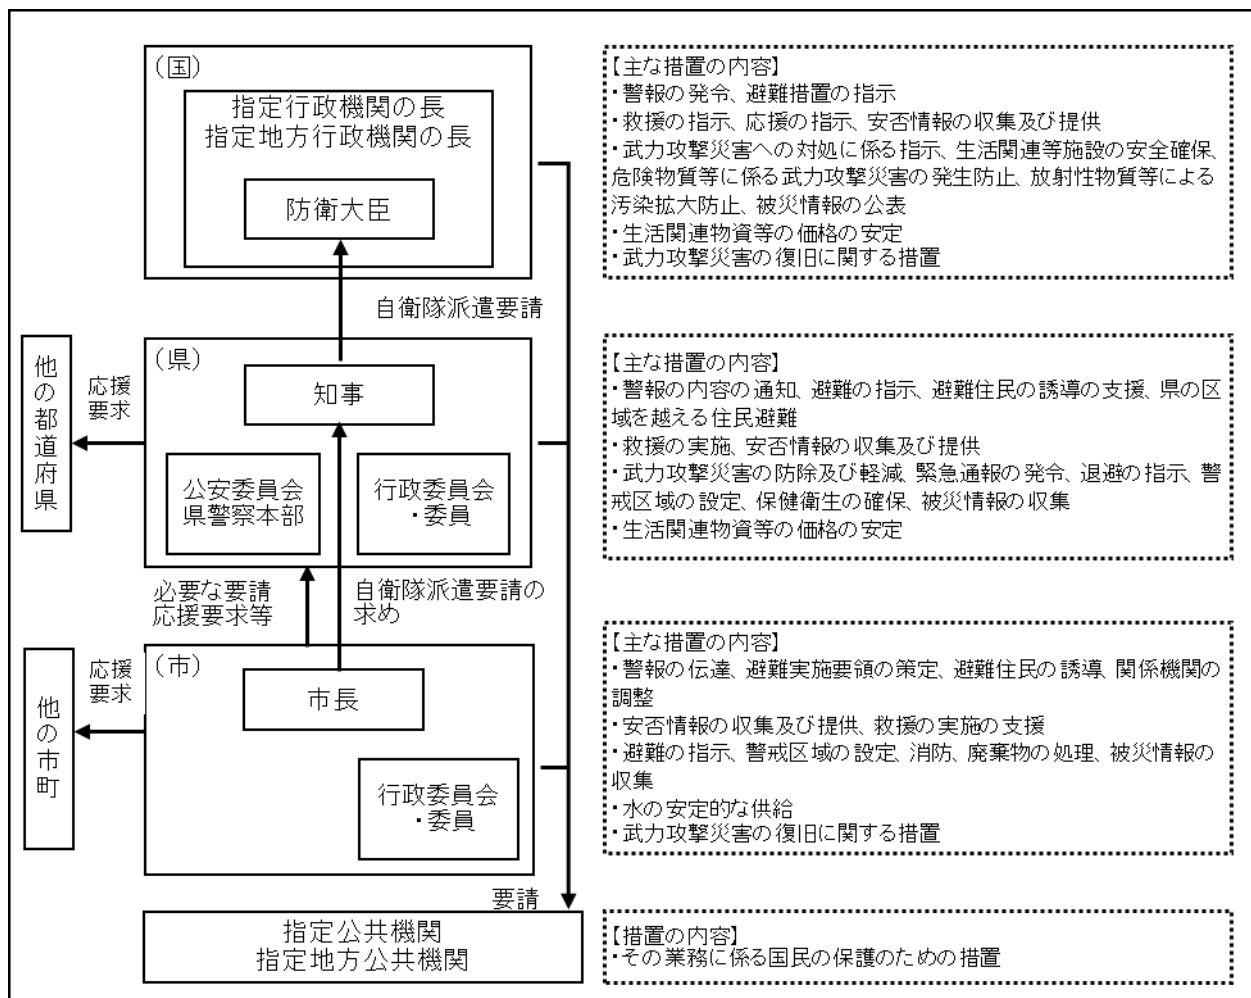 （国）
指定行政機関の長
指定地方行政機関の長
防衛大臣
【主な措置の内容】
・警報の発令、避難措置の指示
・救援の指示、応援の指示、安否情報の収集及び提供
・武力攻撃災害への対処に係る指示、生活関連等施設の安全確保、
危険物質等に係る武力攻撃災害の発生防止、放射性物質等による
汚染拡大防止、被災情報の公表
・生活関連物資等の価格の安定
・武力攻撃災害の復旧に関する措置
自衛隊派遣要請
他の都道府県
応援
要求
（県）
知事
公安委員会
県警察本部
行政委員会
・委員
【主な措置の内容】
・警報の内容の通知、避難の指示、避難住民の誘導の支援、県の区
域を越える住民避難
・救援の実施、安否情報の収集及び提供
・武力攻撃災害の防除及び軽減、緊急通報の発令、退避の指示、警
戒区域の設定、保健衛生の確保、被災情報の収集
・生活関連物資等の価格の安定
必要な要請
応援要求等
自衛隊派遣要請の
求め
他の市町
応援
要求
（市）
市長
行政委員会
・委員
【主な措置の内容】
・警報の伝達、避難実施要領の策定、避難住民の誘導、関係機関の
調整
・安否情報の収集及び提供、救援の実施の支援
・避難の指示、警戒区域の設定、消防、廃棄物の処理、被災情報の
収集
・水の安定的な供給
・武力攻撃災害の復旧に関する措置
要請
指定公共機関
指定地方公共機関
【措置の内容】
・その業務に係る国民の保護のための措置